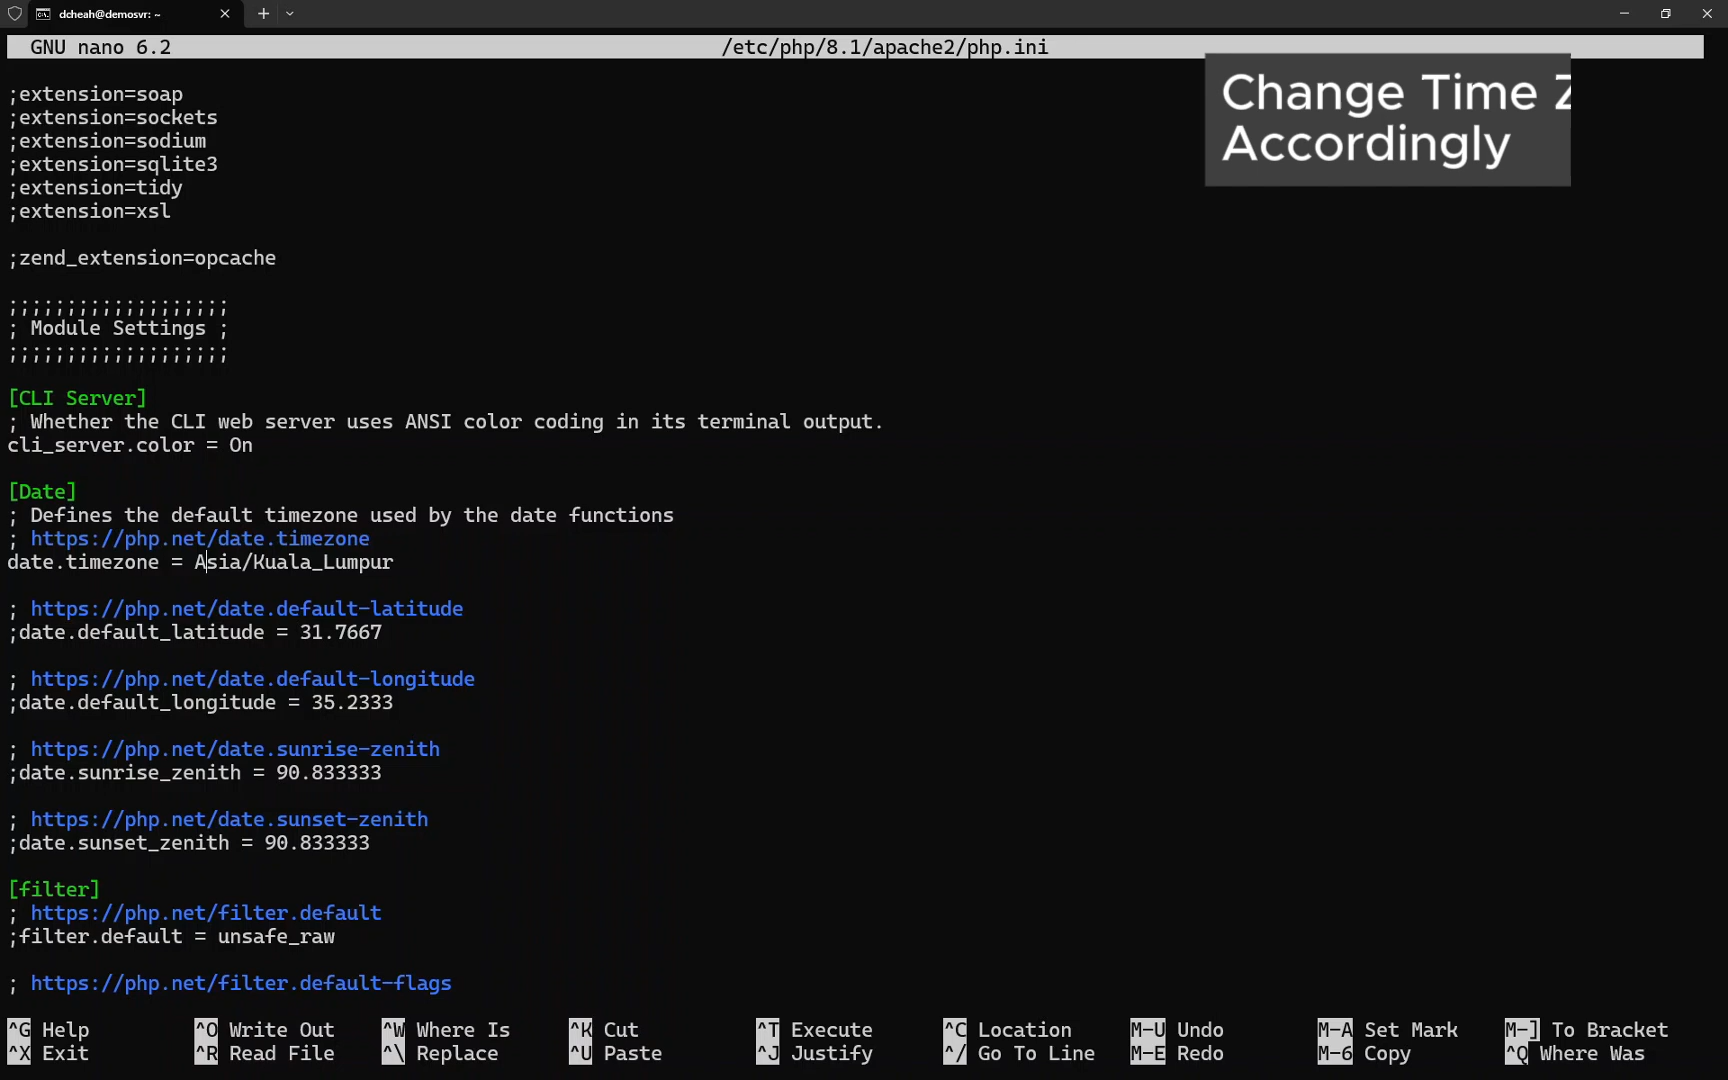 dcheah@demosvr: ~
GNU nano 6.2 /etc/php/8.1/apache2/php.ini
Change Time Z
Accordingly
;extension=soap
;extension=sockets
;extension=sodium
;extension=sqlite3
;extension=tidy
;extension=xsl
;zend_extension=opcache
;;;;;;;;;;;;;;;;;;;
; Module Settings ;
;;;;;;;;;;;;;;;;;;;
[CLI Server]
; Whether the CLI web server uses ANSI color coding in its terminal output.
cli_server.color = On
[Date]
; Defines the default timezone used by the date functions
; https://php.net/date.timezone
date.timezone = Asia/Kuala_Lumpur
; https://php.net/date.default-latitude
;date.default_latitude = 31.7667
; https://php.net/date.default-longitude
;date.default_longitude = 35.2333
; https://php.net/date.sunrise-zenith
;date.sunrise_zenith = 90.833333
; https://php.net/date.sunset-zenith
;date.sunset_zenith = 90.833333
[filter]
; https://php.net/filter.default
;filter.default = unsafe_raw
; https://php.net/filter.default-flags
^G Help ^O Write Out ^W Where Is ^K Cut ^T Execute ^C Location M-U Undo M-A Set Mark M-] To Bracket
^X Exit ^R Read File ^\ Replace ^U Paste ^J Justify ^/ Go To Line M-E Redo M-6 Copy ^Q Where Was